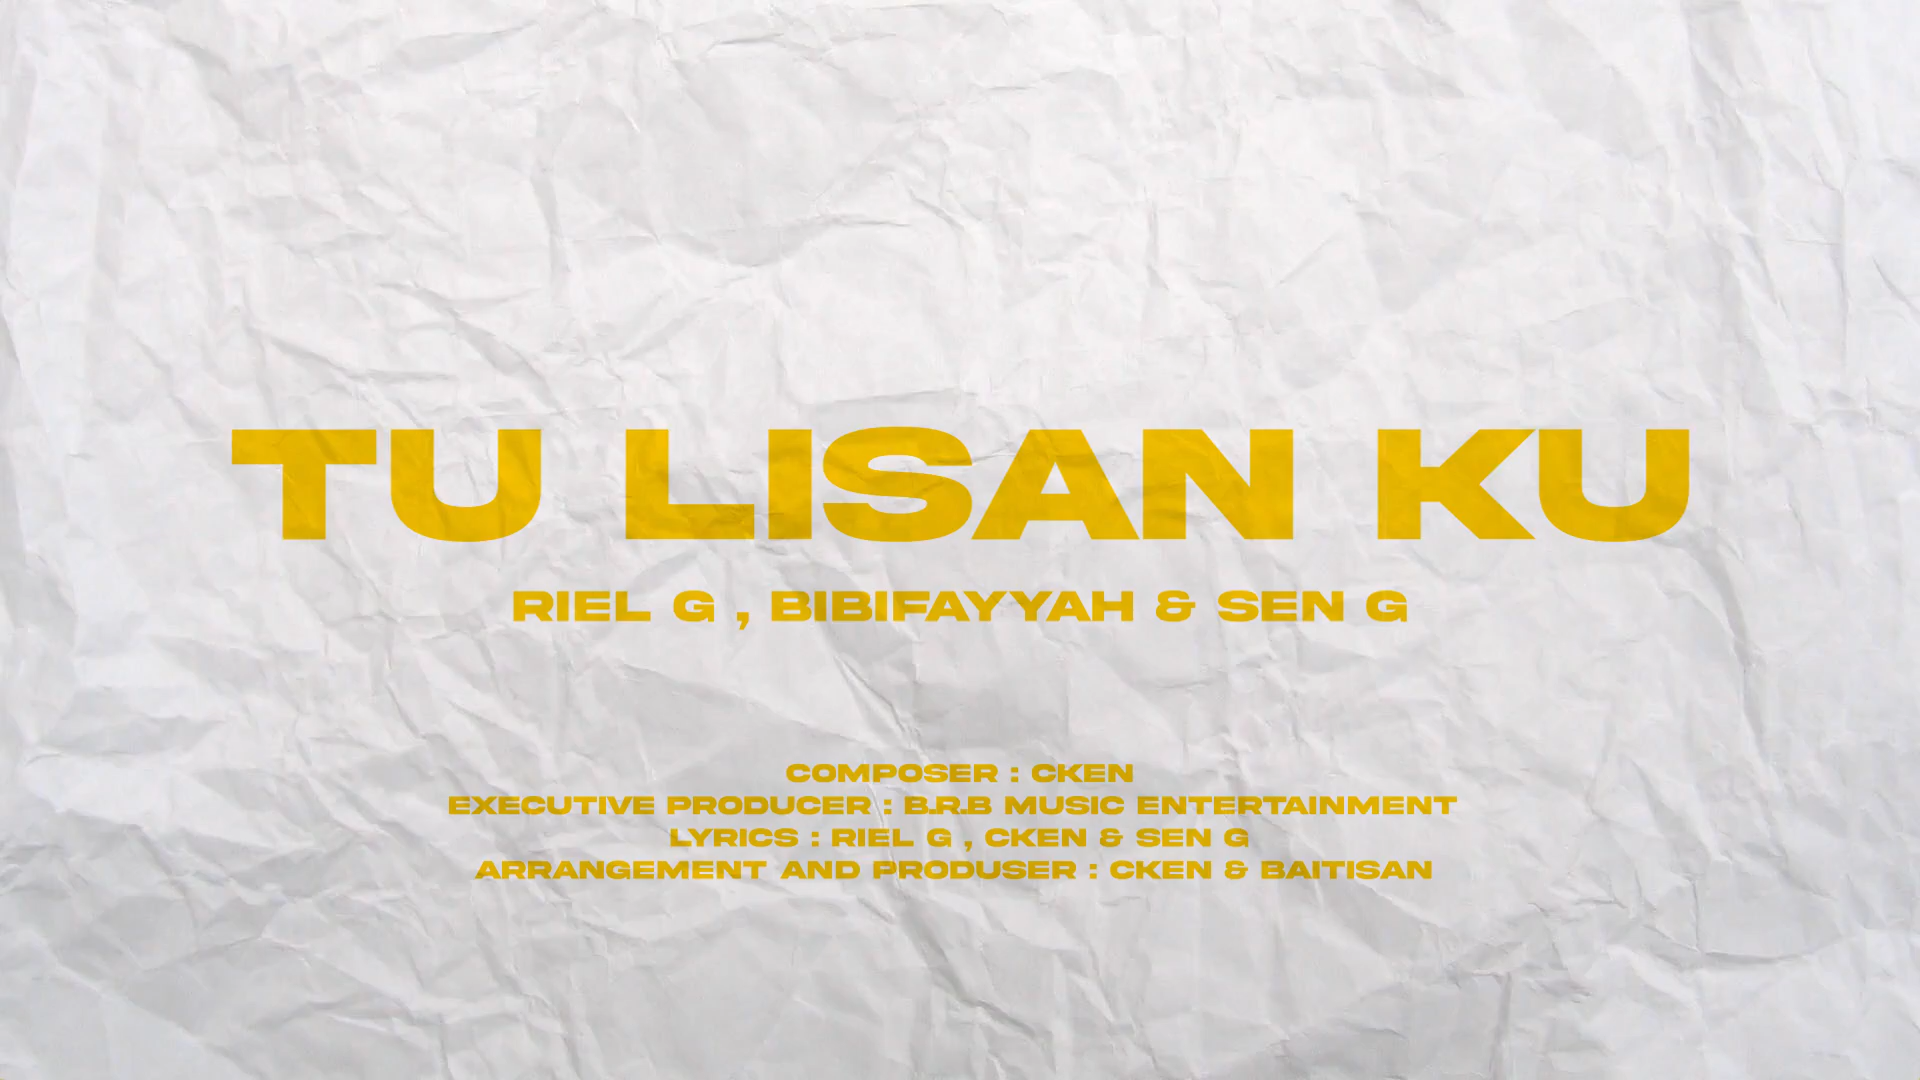 TU LISAN KU
RIEL G , BIBIFAYYAH & SEN G
COMPOSER : CKEN
EXECUTIVE PRODUCER : B.R.B MUSIC ENTERTAINMENT
LYRICS : RIEL G , CKEN & SEN G
ARRANGEMENT AND PRODUSER : CKEN & BAITISAN